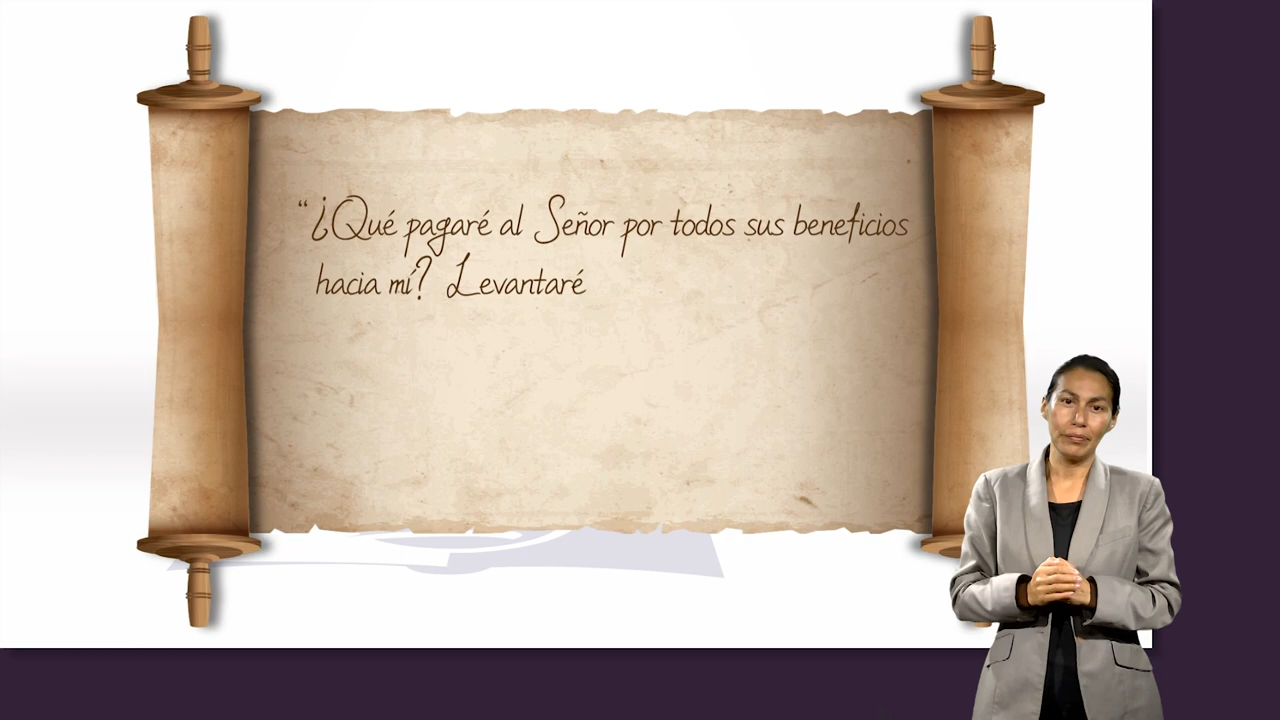 “¿Qué pagaré al Señor por todos sus beneficios
hacia mí? Levantaré